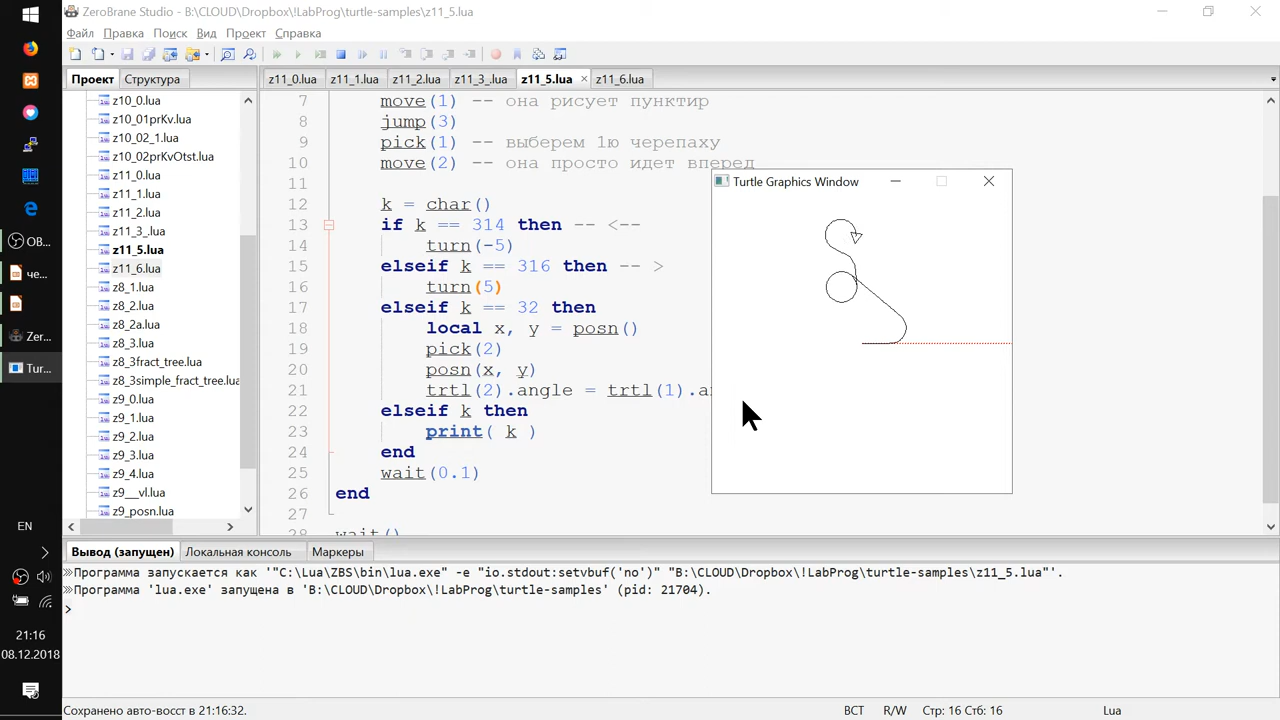 ZeroBrane Studio - B:\CLOUD\Dropbox\!LabProg\turtle-samples\z11_5.lua
Файл Правка Поиск Вид Проект Справка
Проект Структура
z10_0.lua
z10_01prKv.lua
z10_02_1.lua
z10_02prKvOtst.lua
z11_0.lua
z11_1.lua
z11_2.lua
z11_3_.lua
z11_5.lua
z11_6.lua
z8_1.lua
z8_2.lua
z8_2a.lua
z8_3.lua
z8_3fract_tree.lua
z8_3simple_fract_tree.lua
z9_0.lua
z9_1.lua
z9_2.lua
z9_3.lua
z9_4.lua
z9__vl.lua
z9_posn.lua
z11_0.lua z11_1.lua z11_2.lua z11_3_.lua z11_5.lua z11_6.lua
7 move(1) -- она рисует пунктир
8 jump(3)
9 pick(1) -- выберем 1ю черепаху
10 move(2) -- она просто идет вперед
11
12 k = char()
13 if k == 314 then -- <--
14 turn(-5)
15 elseif k == 316 then -- >
16 turn(5)
17 elseif k == 32 then
18 local x, y = posn()
19 pick(2)
20 posn(x, y)
21 trtl(2).angle = trtl(1).a
22 elseif k then
23 print( k )
24 end
25 wait(0.1)
26 end
27
28 wait()
Turtle Graphics Window
Вывод (запущен) Локальная консоль Маркеры
Программа запускается как '"C:\Lua\ZBS\bin\lua.exe" -e "io.stdout:setvbuf('no')" "B:\CLOUD\Dropbox\!LabProg\turtle-samples\z11_5.lua"'.
Программа 'lua.exe' запущена в 'B:\CLOUD\Dropbox\!LabProg\turtle-samples' (pid: 21704).
Сохранено авто-восст в 21:16:32. ВСТ R/W Стр: 16 Стб: 16 Lua
OB...
че...
Zer...
Tur...
EN
21:16
08.12.2018